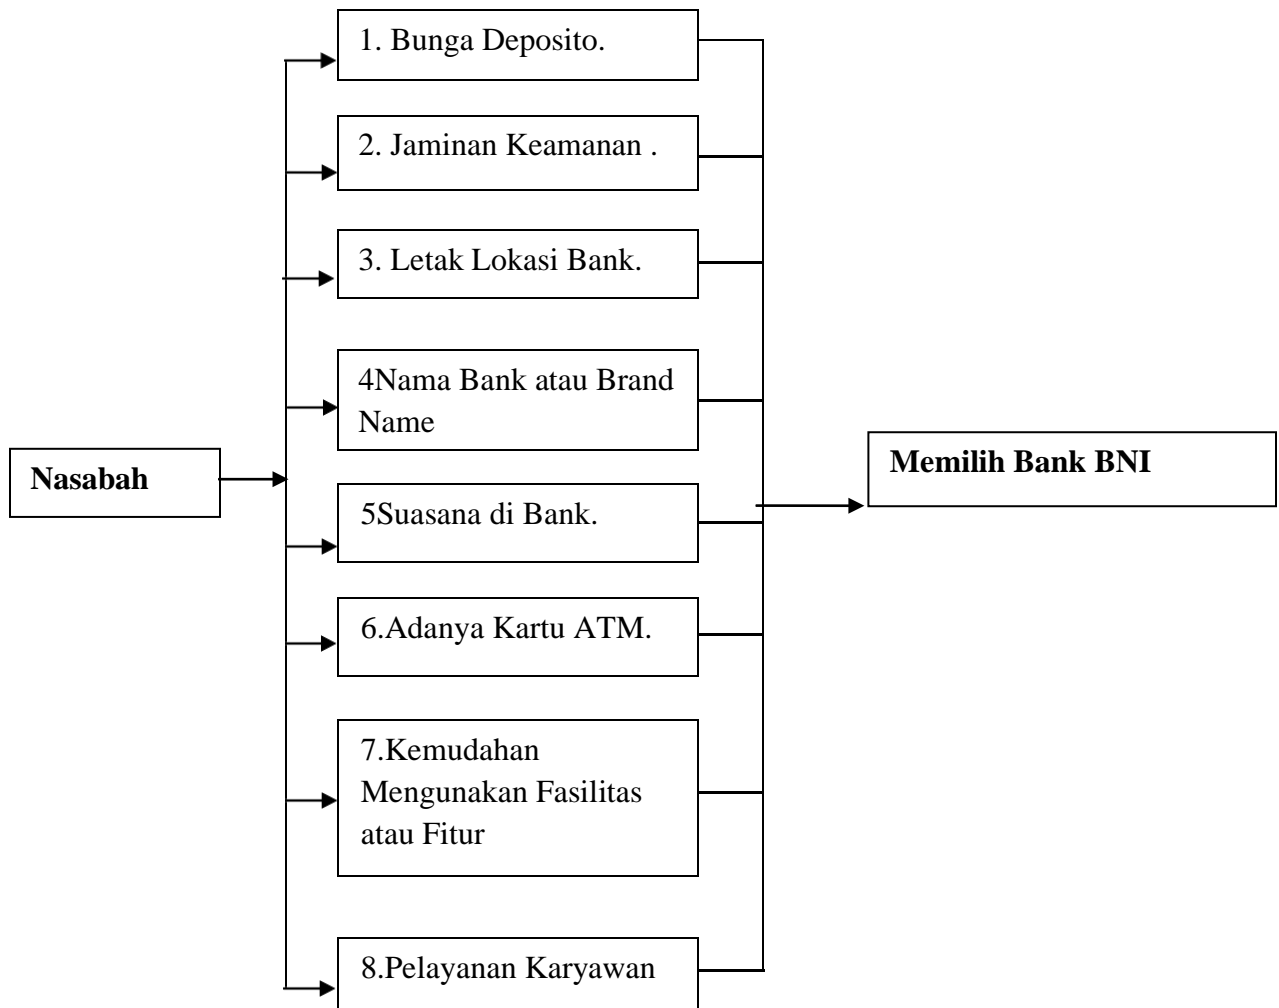 1. Bunga Deposito.
2. Jaminan Keamanan .
3. Letak Lokasi Bank.
4Nama Bank atau Brand
Name
Nasabah
Memilih Bank BNI
5Suasana di Bank.
6.Adanya Kartu ATM.
7.Kemudahan
Mengunakan Fasilitas
atau Fitur
8.Pelayanan Karyawan